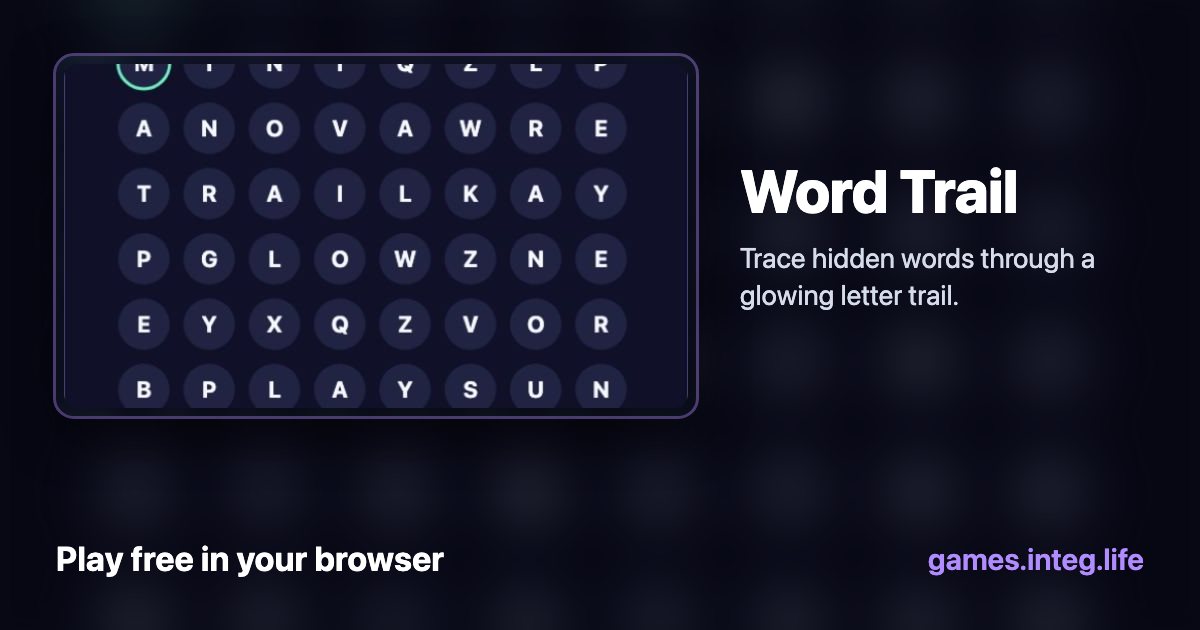 M I N I Q Z L P
A N O V A W R E
T R A I L K A Y
P G L O W Z N E
E Y X Q Z V O R
B P L A Y S U N
Word Trail
Trace hidden words through a
glowing letter trail.
Play free in your browser
games.integ.life